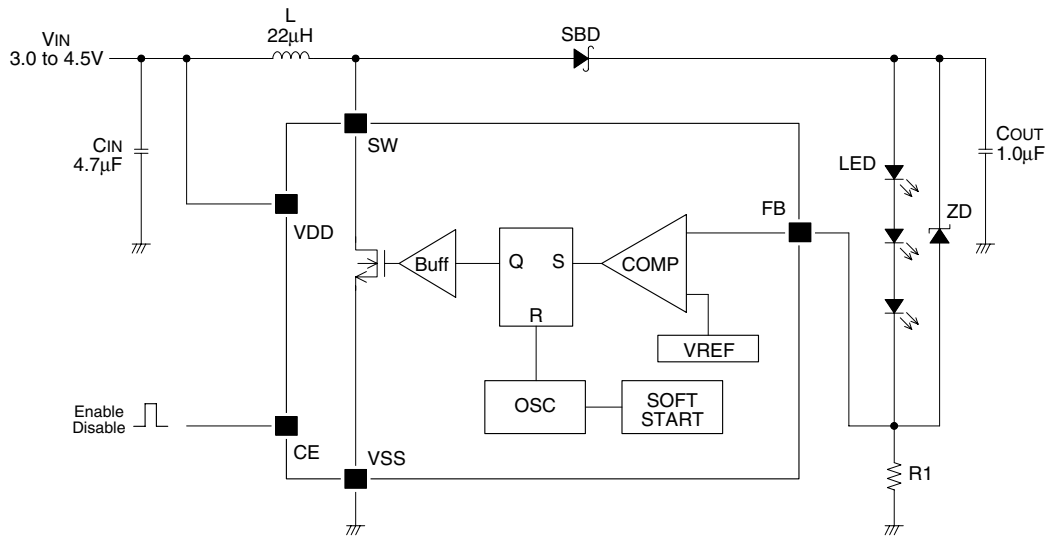 L
22μH
SBD
VIN
3.0 to 4.5V
SW
CIN
4.7μF
COUT
1.0μF
LED
FB
ZD
VDD
Buff
Q
S
COMP
R
VREF
OSC
SOFT
START
Enable
Disable
CE
VSS
R1